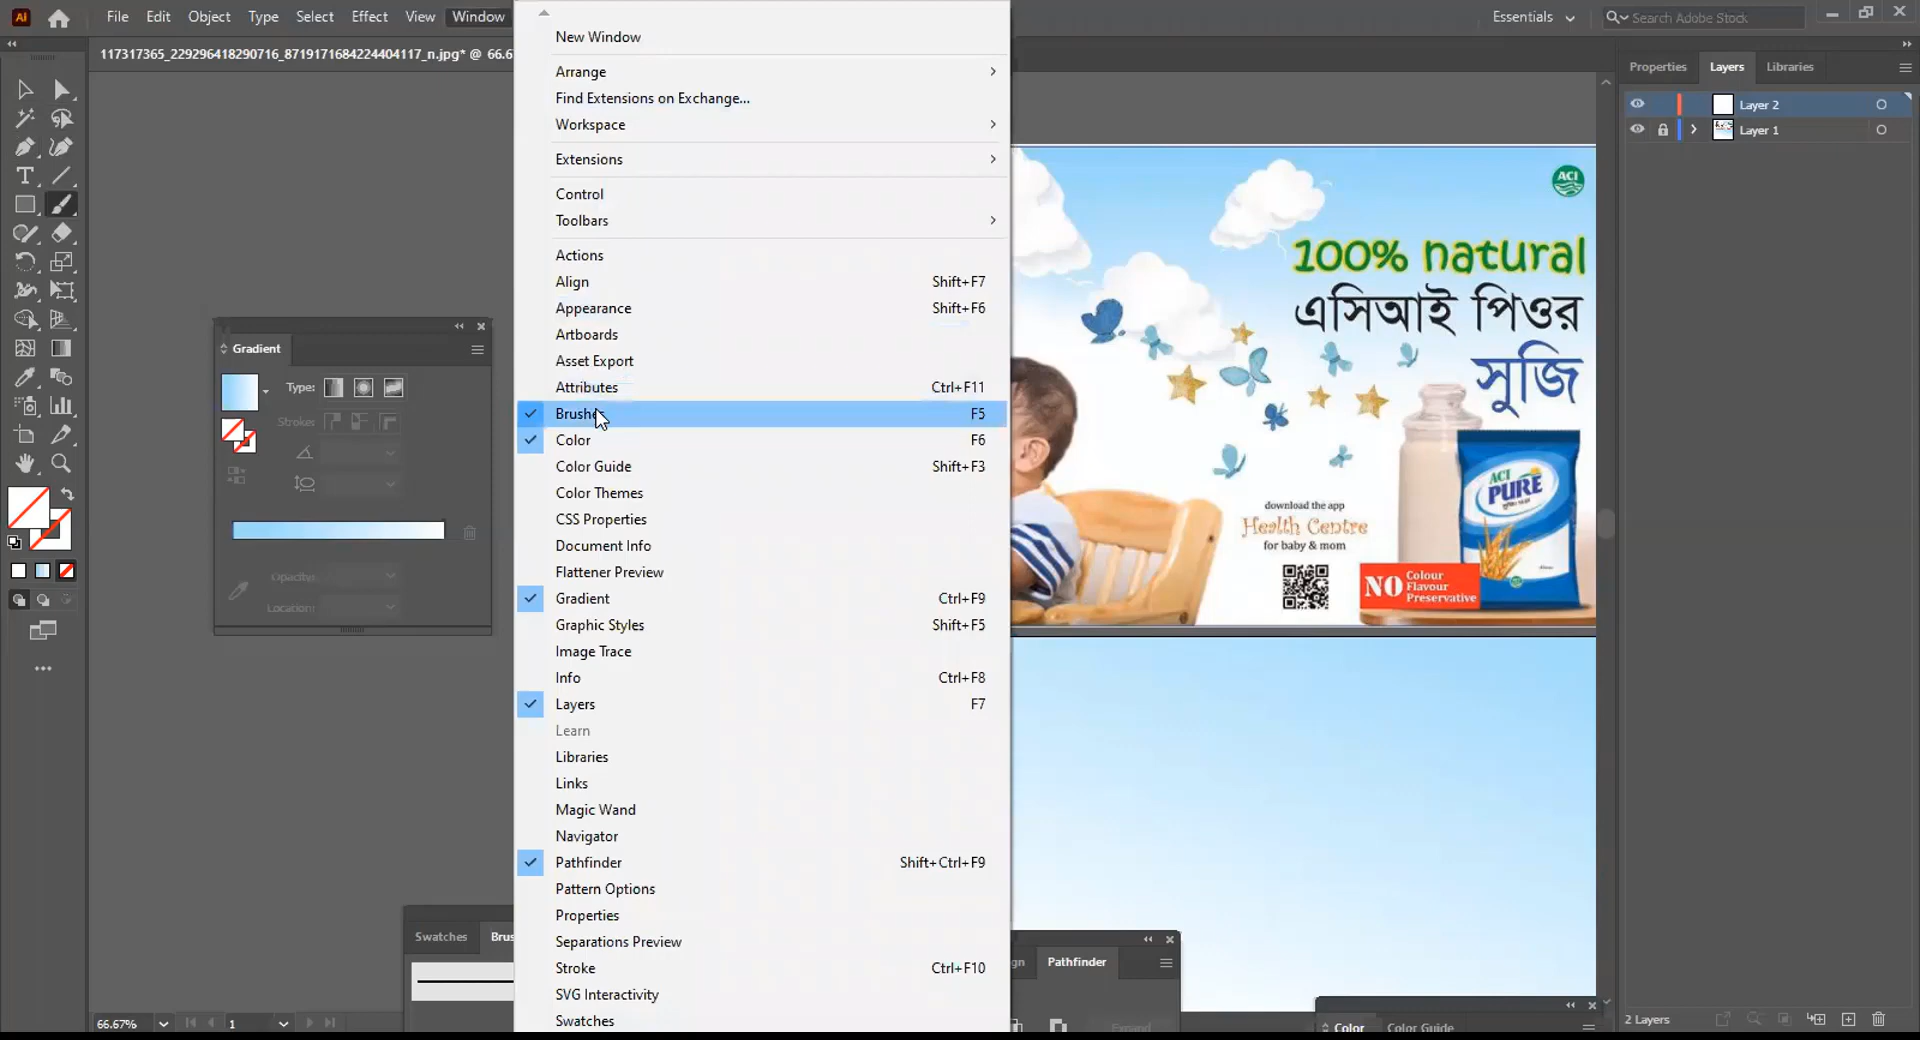 Ai
File Edit Object Type Select Effect View Window
Essentials
Search Adobe Stock
117317365_229296418290716_8719171684224404117_n.jpg* @ 66.6
New Window
Arrange
Find Extensions on Exchange...
Workspace
Extensions
Control
Toolbars
Actions
Align Shift+F7
Appearance Shift+F6
Artboards
Asset Export
Attributes Ctrl+F11
Brushes F5
Color F6
Color Guide Shift+F3
Color Themes
CSS Properties
Document Info
Flattener Preview
Gradient Ctrl+F9
Graphic Styles Shift+F5
Image Trace
Info Ctrl+F8
Layers F7
Learn
Libraries
Links
Magic Wand
Navigator
Pathfinder Shift+Ctrl+F9
Pattern Options
Properties
Separations Preview
Stroke Ctrl+F10
SVG Interactivity
Swatches
Gradient
Type:
Strokes:
Opacity:
Location:
Swatches Brus
66.67% 1
ACI
100% natural
এসিআই পিওর
সুজি
download the app
Health Centre
for baby & mom
NO Colour
Flavour
Preservative
ACI
PURE
gn Pathfinder
Expand
Color Color Guide
Properties Layers Libraries
Layer 2
Layer 1
2 Layers